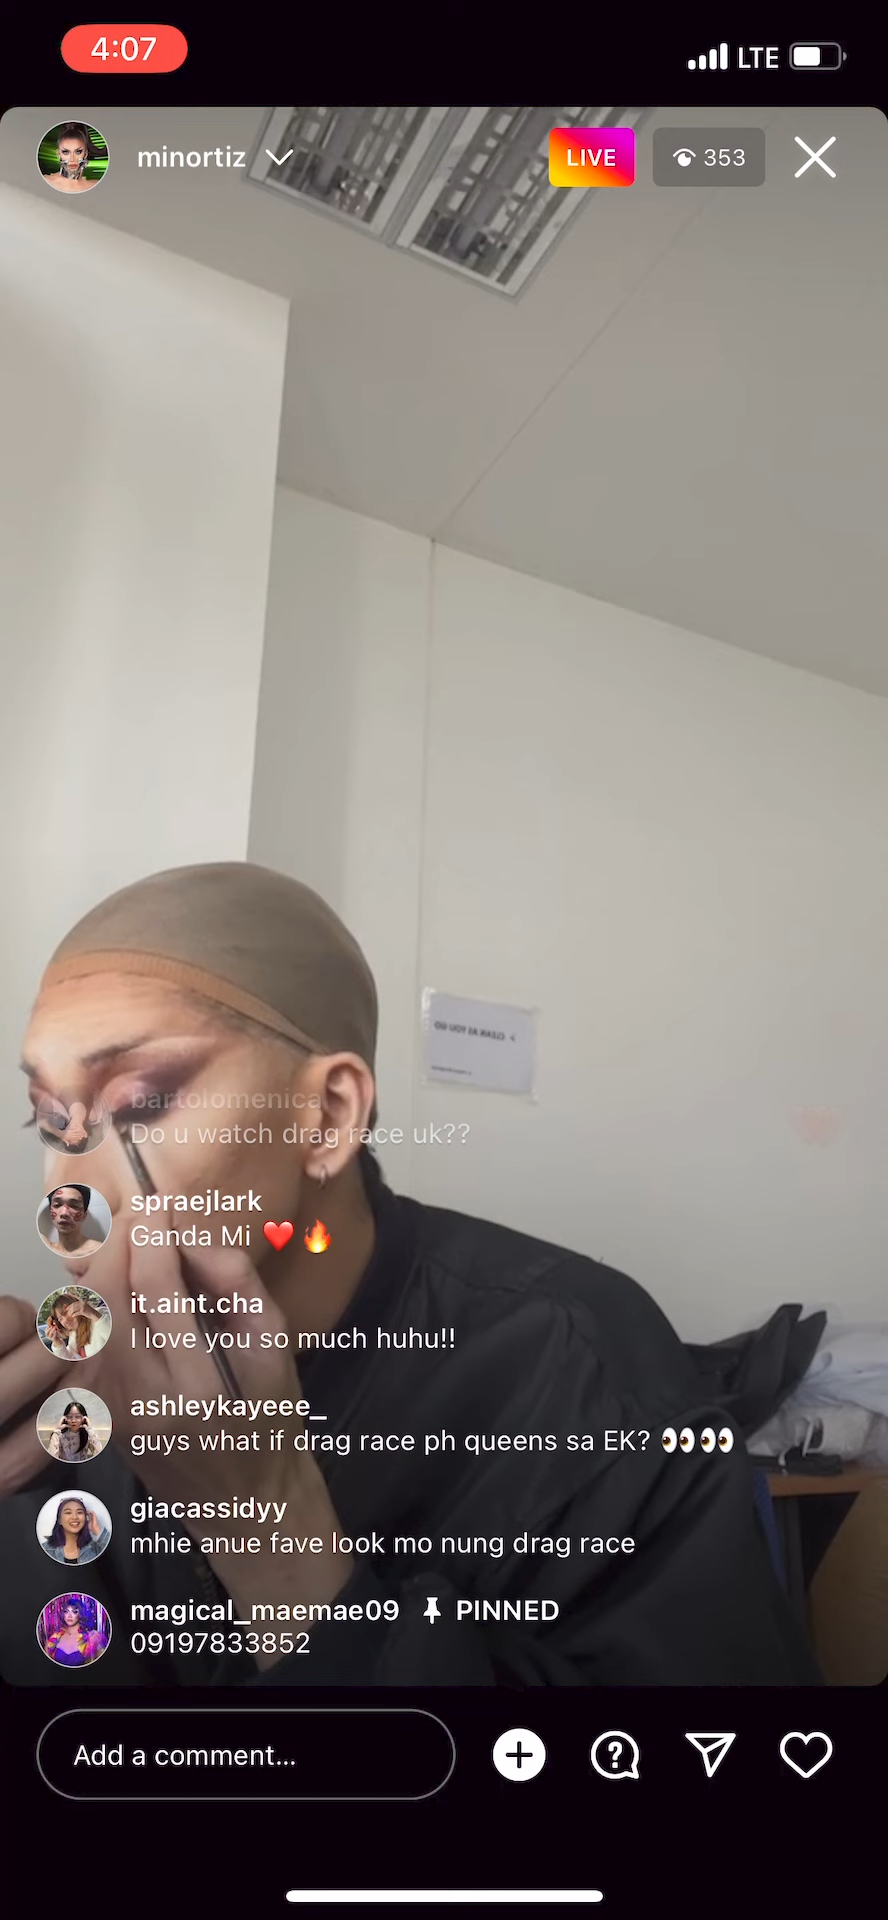 4:07
LTE
minortiz
LIVE
353
bartolomenica
Do u watch drag race uk??
spraejlark
Ganda Mi ❤️🔥
it.aint.cha
I love you so much huhu!!
ashleykayeee_
guys what if drag race ph queens sa EK? 👀👀
giacassidyy
mhie anue fave look mo nung drag race
magical_maemae09 📌 PINNED
09197833852
Add a comment...